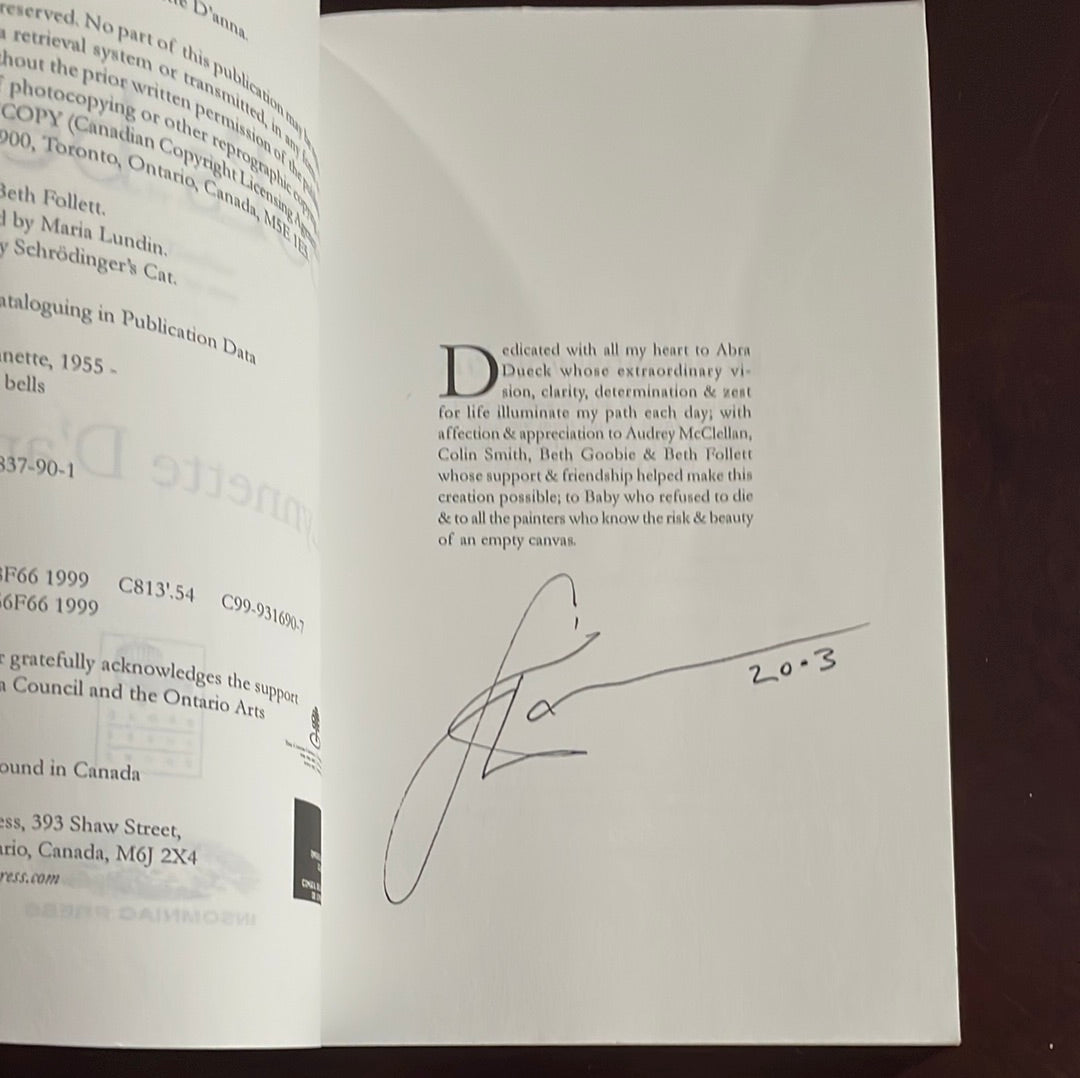 D'anna.
reserved. No part of this publication may be
a retrieval system or transmitted, in any form
hout the prior written permission of the
photocopying or other reprographic
COPY (Canadian Copyright Licensing
900, Toronto, Ontario, Canada, M5E 1E5
Beth Follett.
d by Maria Lundin.
y Schrödinger's Cat.
ataloguing in Publication Data
nette, 1955 -
bells
837-90-1
F66 1999 C813'.54 C99-931690-7
6F66 1999
r gratefully acknowledges the support
a Council and the Ontario Arts
ound in Canada
ess, 393 Shaw Street,
ario, Canada, M6J 2X4
ress.com
Dedicated with all my heart to Abra
Dueck whose extraordinary vi-
sion, clarity, determination & zest
for life illuminate my path each day; with
affection & appreciation to Audrey McClellan,
Colin Smith, Beth Goobie & Beth Follett
whose support & friendship helped make this
creation possible; to Baby who refused to die
& to all the painters who know the risk & beauty
of an empty canvas.
20.3